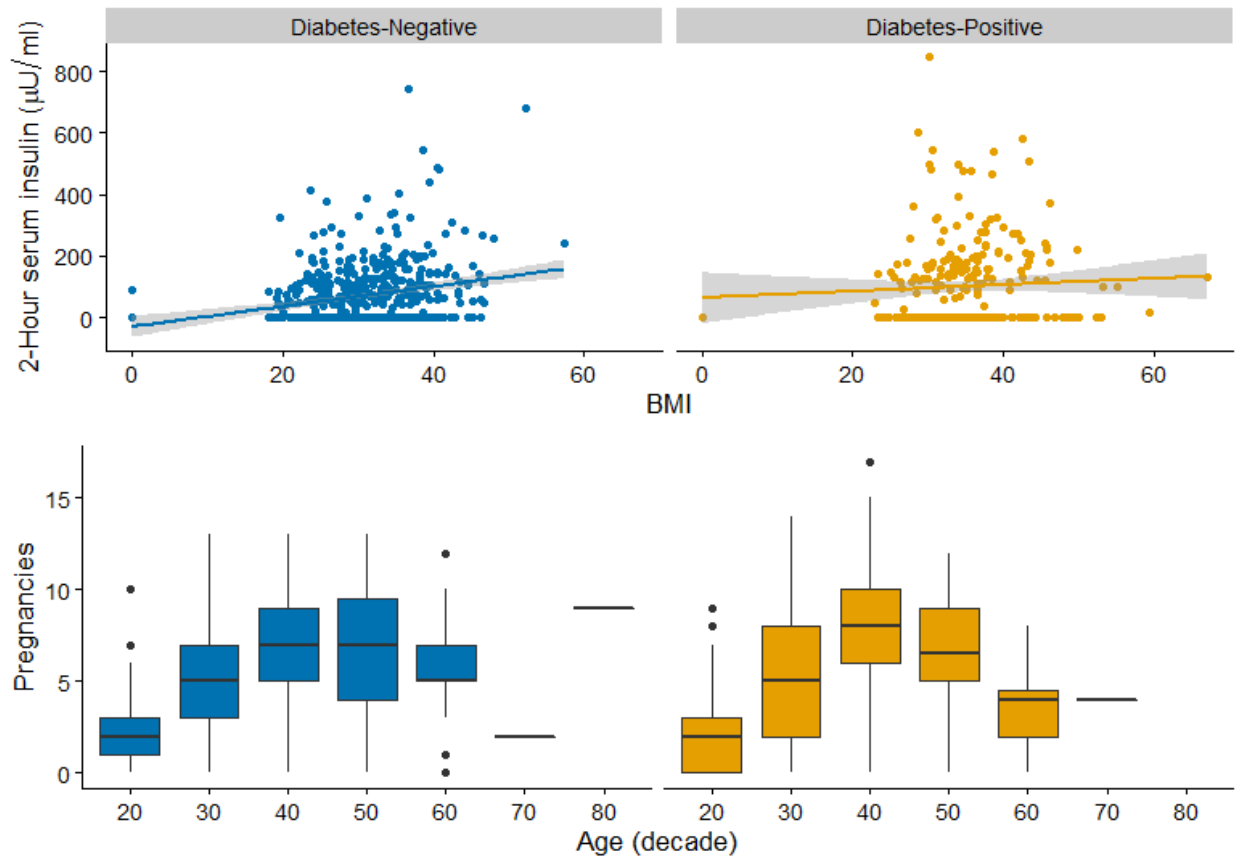 Diabetes-Negative Diabetes-Positive
2-Hour serum insulin (μU/ml)
800
600
400
200
0
0 20 40 60 0 20 40 60
BMI
Pregnancies
15
10
5
0
20 30 40 50 60 70 80 20 30 40 50 60 70 80
Age (decade)